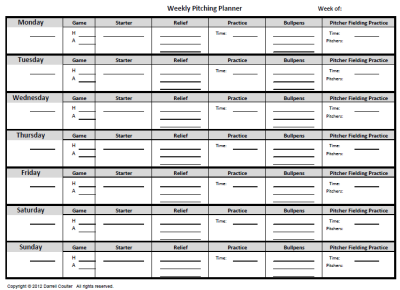 Weekly Pitching Planner Week of:
Monday Game Starter Relief Practice Bullpens Pitcher Fielding Practice
H Time: Time:
A Pitchers:
Tuesday Game Starter Relief Practice Bullpens Pitcher Fielding Practice
H Time: Time:
A Pitchers:
Wednesday Game Starter Relief Practice Bullpens Pitcher Fielding Practice
H Time: Time:
A Pitchers:
Thursday Game Starter Relief Practice Bullpens Pitcher Fielding Practice
H Time: Time:
A Pitchers:
Friday Game Starter Relief Practice Bullpens Pitcher Fielding Practice
H Time: Time:
A Pitchers:
Saturday Game Starter Relief Practice Bullpens Pitcher Fielding Practice
H Time: Time:
A Pitchers:
Sunday Game Starter Relief Practice Bullpens Pitcher Fielding Practice
H Time: Time:
A Pitchers:
Copyright © 2012 Darrell Coulter All rights reserved.